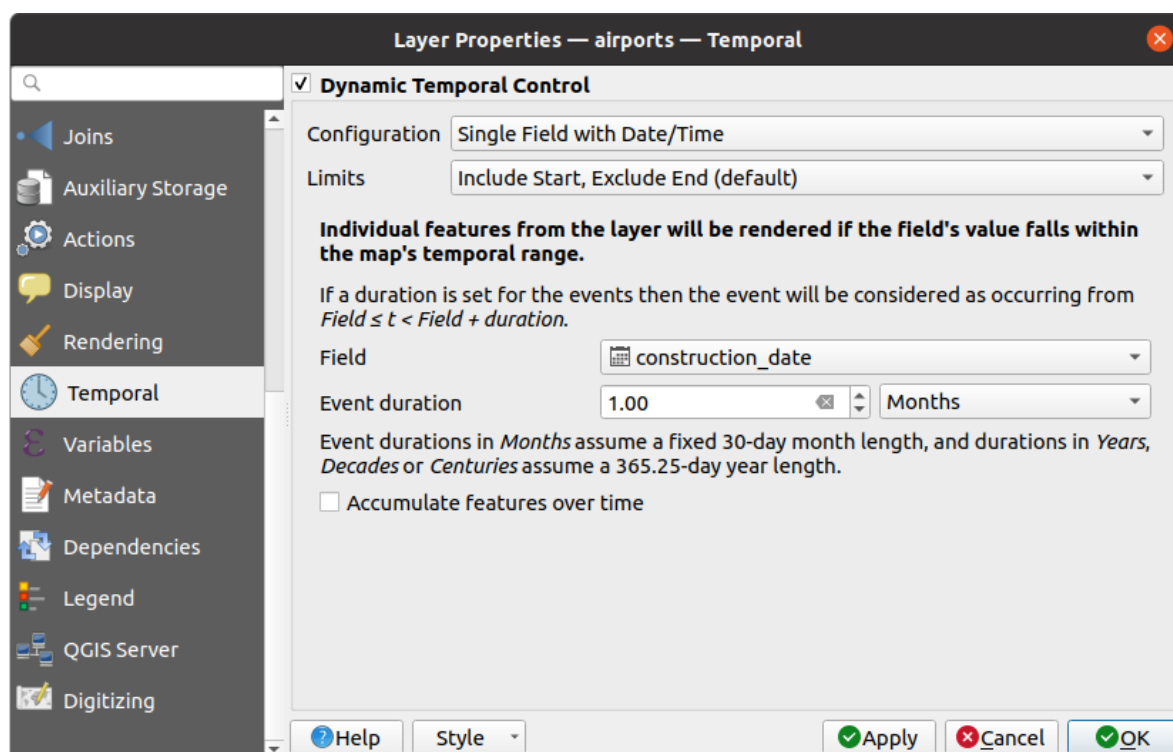 Layer Properties — airports — Temporal
Joins
Auxiliary Storage
Actions
Display
Rendering
Temporal
Variables
Metadata
Dependencies
Legend
QGIS Server
Digitizing
Dynamic Temporal Control
Configuration Single Field with Date/Time
Limits Include Start, Exclude End (default)
Individual features from the layer will be rendered if the field's value falls within
the map's temporal range.
If a duration is set for the events then the event will be considered as occurring from
Field ≤ t < Field + duration.
Field construction_date
Event duration 1.00 Months
Event durations in Months assume a fixed 30-day month length, and durations in Years,
Decades or Centuries assume a 365.25-day year length.
Accumulate features over time
Help Style Apply Cancel OK